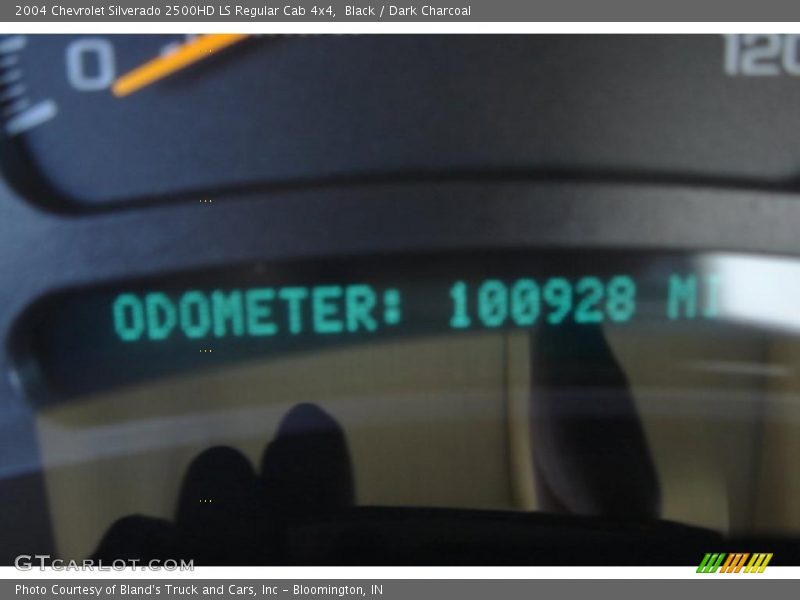 2004 Chevrolet Silverado 2500HD LS Regular Cab 4x4, Black / Dark Charcoal
0
120
ODOMETER: 100928 MI
GTCARLOT.COM
Photo Courtesy of Bland's Truck and Cars, Inc - Bloomington, IN